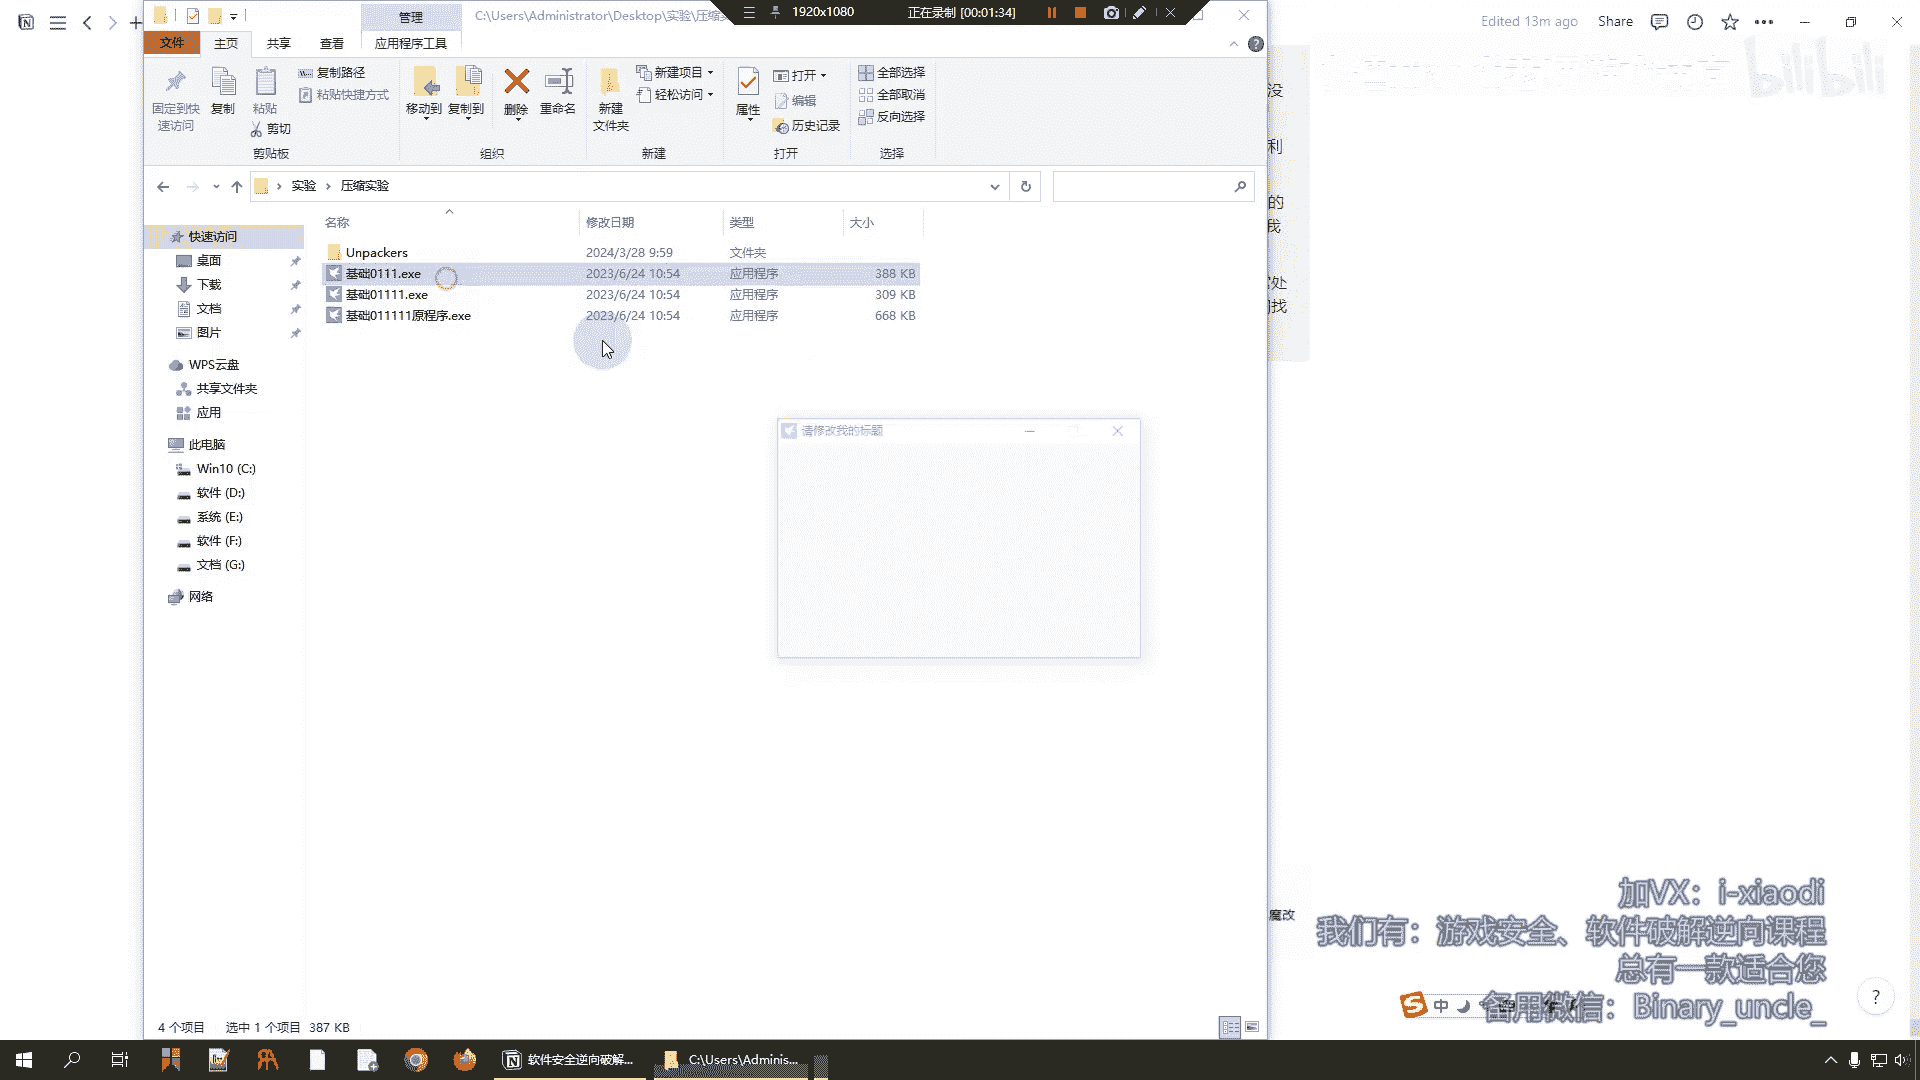 管理
C:\Users\Administrator\Desktop\实验\压缩实
1920x1080
正在录制 [00:01:34]
Edited 13m ago
Share
文件
主页
共享
查看
应用程序工具
固定到快
速访问
复制
粘贴
复制路径
粘贴快捷方式
剪切
剪贴板
移动到
复制到
删除
重命名
组织
新建
文件夹
新建项目
轻松访问
新建
属性
打开
编辑
历史记录
打开
全部选择
全部取消
反向选择
选择
bilibili
没
利
的
我
处
找
实验 › 压缩实验
名称
修改日期
类型
大小
Unpackers 2024/3/28 9:59 文件夹
基础0111.exe 2023/6/24 10:54 应用程序 388 KB
基础01111.exe 2023/6/24 10:54 应用程序 309 KB
基础011111原程序.exe 2023/6/24 10:54 应用程序 668 KB
快速访问
桌面
下载
文档
图片
WPS云盘
共享文件夹
应用
此电脑
Win10 (C:)
软件 (D:)
系统 (E:)
软件 (F:)
文档 (G:)
网络
请修改我的标题
魔改
加VX：i-xiaodi
我们有：游戏安全、软件破解逆向课程
总有一款适合您
中
备用微信：Binary_uncle_
?
4 个项目
选中 1 个项目 387 KB
软件安全逆向破解...
C:\Users\Adminis...